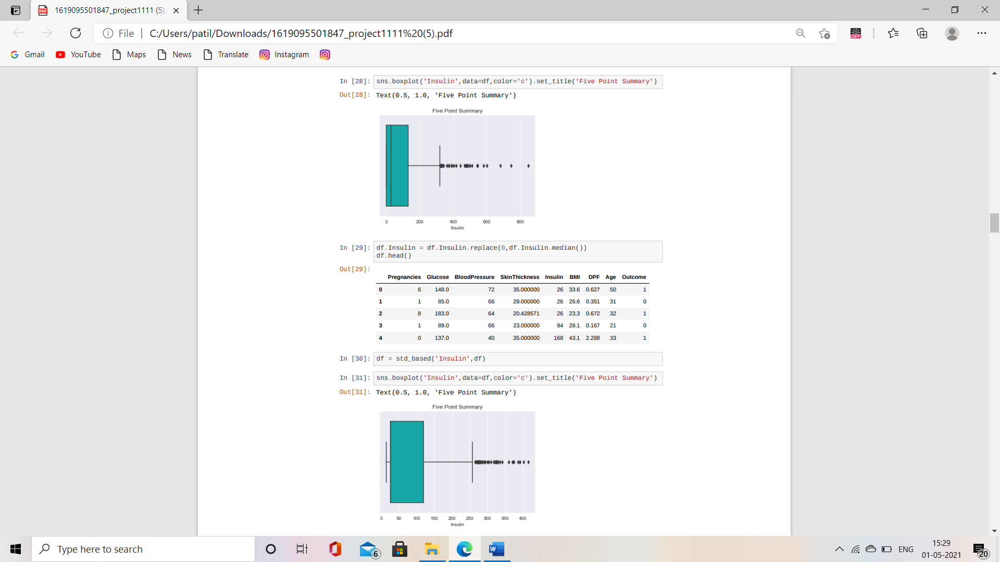 1619095501847_project1111 (5).
File
C:/Users/patil/Downloads/1619095501847_project1111%20(5).pdf
OFF
Gmail
YouTube
Maps
News
Translate
Instagram
In [28]: sns.boxplot('Insulin',data=df,color='c').set_title('Five Point Summary')
Out[28]: Text(0.5, 1.0, 'Five Point Summary')
Five Point Summary
0 200 400 600 800
Insulin
In [29]: df.Insulin = df.Insulin.replace(0,df.Insulin.median())
df.head()
Out[29]:
Pregnancies Glucose BloodPressure SkinThickness Insulin BMI DPF Age Outcome
0 6 148.0 72 35.000000 26 33.6 0.627 50 1
1 1 85.0 66 29.000000 26 26.6 0.351 31 0
2 8 183.0 64 20.428571 26 23.3 0.672 32 1
3 1 89.0 66 23.000000 94 28.1 0.167 21 0
4 0 137.0 40 35.000000 168 43.1 2.288 33 1
In [30]: df = std_based('Insulin',df)
In [31]: sns.boxplot('Insulin',data=df,color='c').set_title('Five Point Summary')
Out[31]: Text(0.5, 1.0, 'Five Point Summary')
Five Point Summary
0 50 100 150 200 250 300 350 400
Insulin
Type here to search
6
ENG
15:29
01-05-2021
20